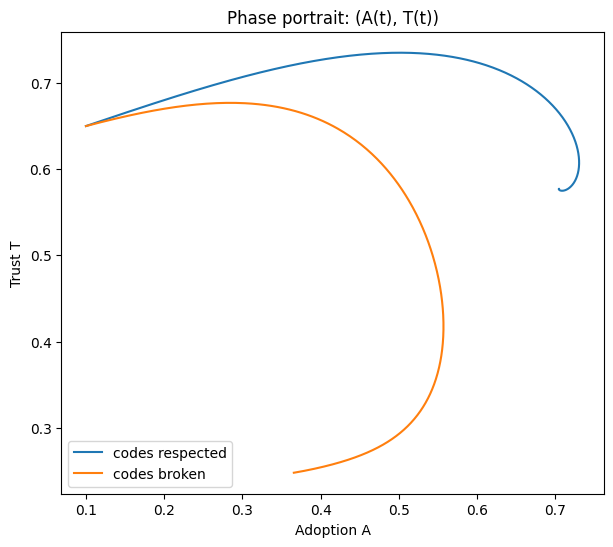 Phase portrait: (A(t), T(t))
0.7
0.6
0.5
0.4
0.3
Trust T
codes respected
codes broken
0.1
0.2
0.3
0.4
0.5
0.6
0.7
Adoption A